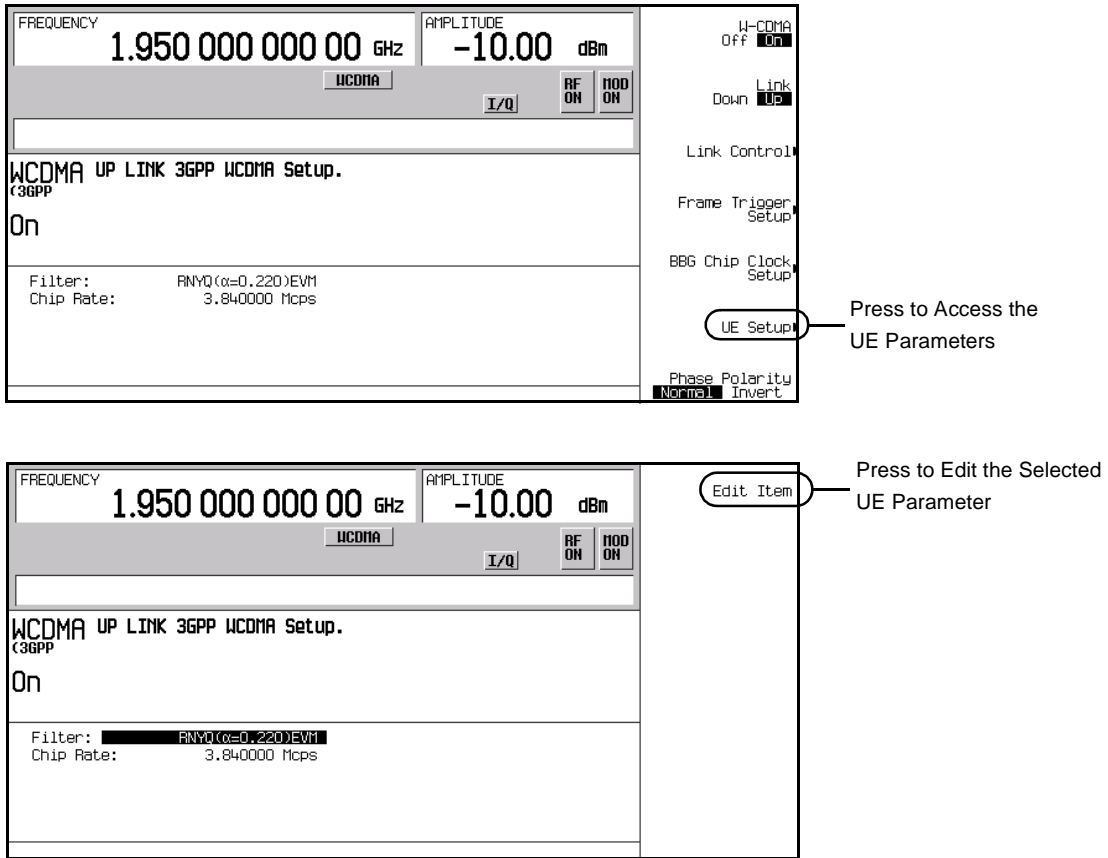 FREQUENCY
1.950 000 000 00 GHz
AMPLITUDE
-10.00 dBm
WCDMA
I/Q
RF ON
MOD ON
WCDMA UP LINK 3GPP WCDMA Setup.
(3GPP
On
Filter: RNYQ(α=0.220)EVM
Chip Rate: 3.840000 Mcps
W-CDMA
Off On
Link
Down Up
Link Control
Frame Trigger
Setup
BBG Chip Clock
Setup
UE Setup
Phase Polarity
Normal Invert
Press to Access the
UE Parameters
FREQUENCY
1.950 000 000 00 GHz
AMPLITUDE
-10.00 dBm
WCDMA
I/Q
RF ON
MOD ON
WCDMA UP LINK 3GPP WCDMA Setup.
(3GPP
On
Filter: RNYQ(α=0.220)EVM
Chip Rate: 3.840000 Mcps
Edit Item
Press to Edit the Selected
UE Parameter